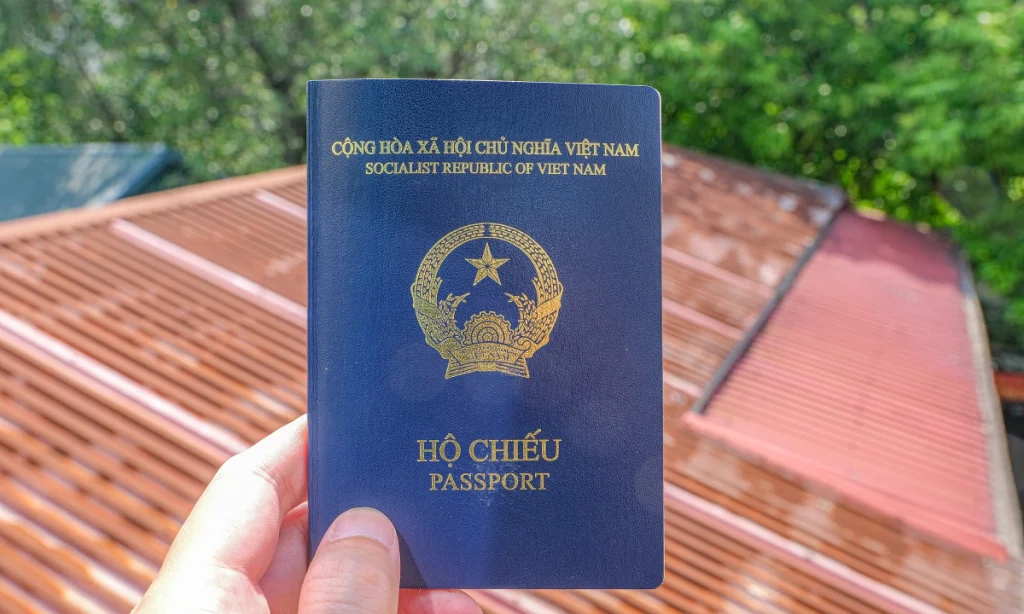 CỘNG HÒA XÃ HỘI CHỦ NGHĨA VIỆT NAM
SOCIALIST REPUBLIC OF VIET NAM
HỘ CHIẾU
PASSPORT